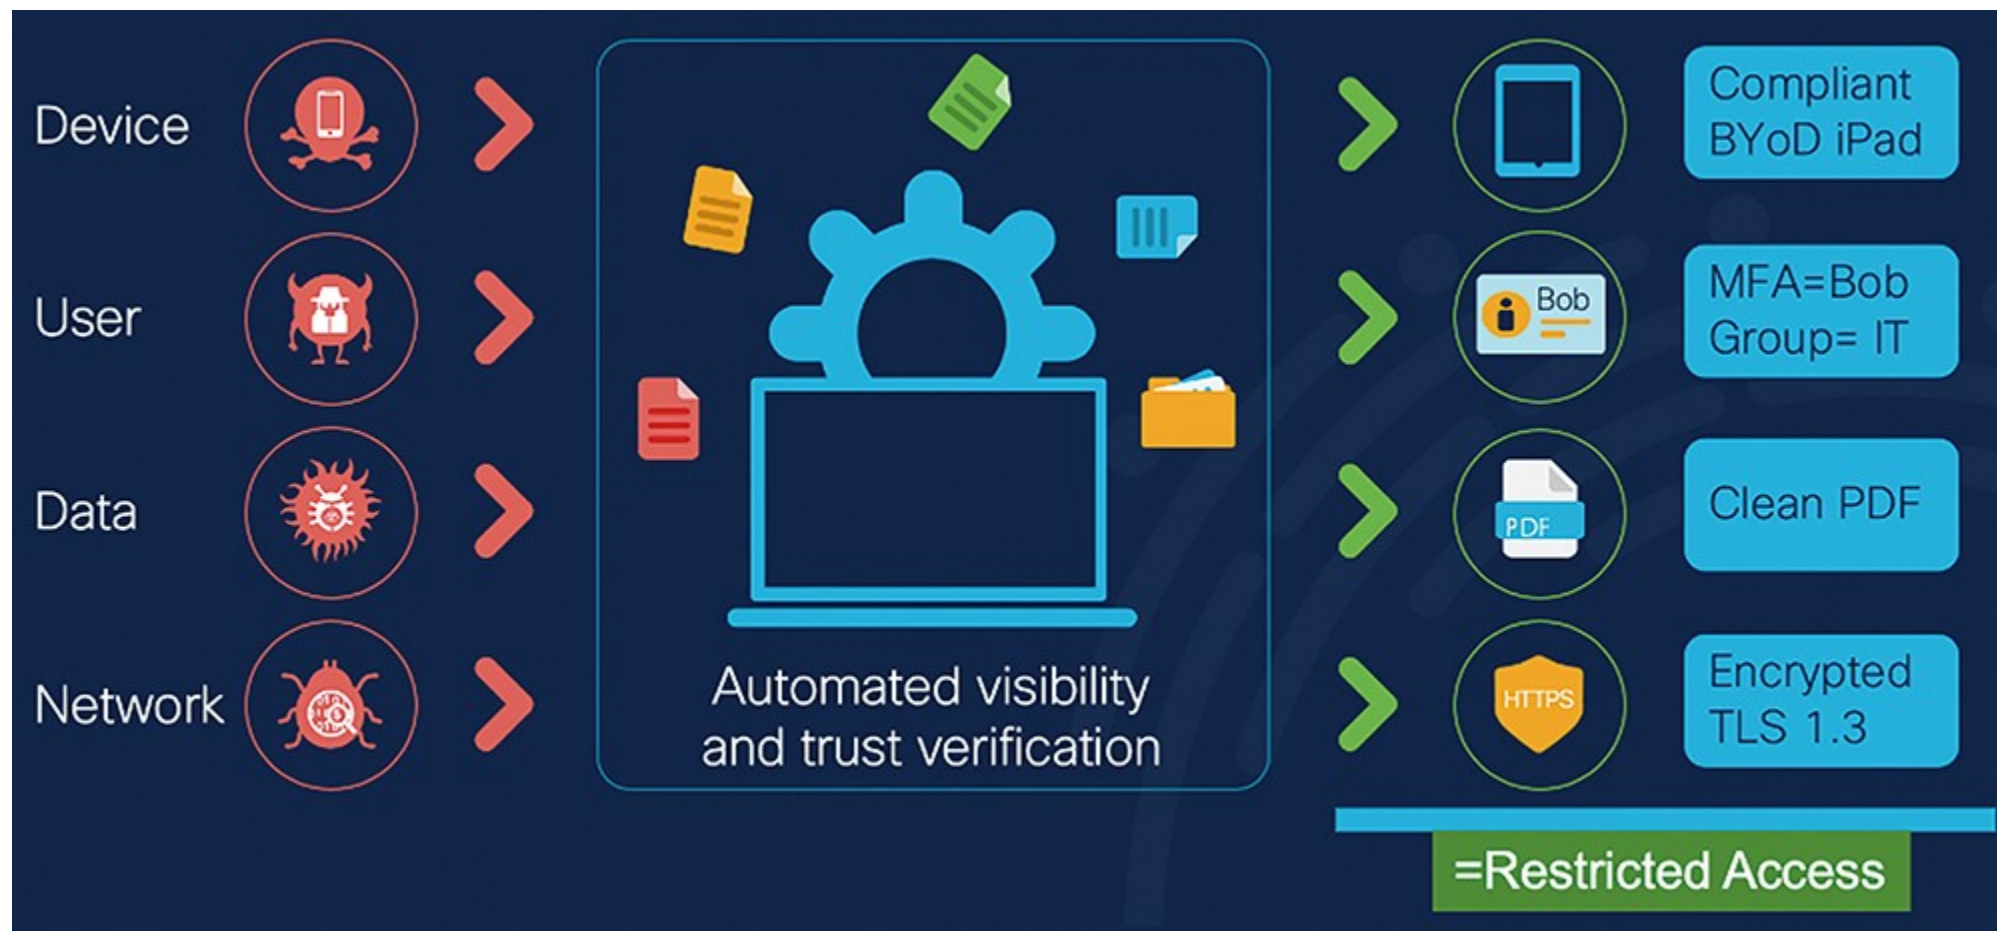 Device
Compliant
BYoD iPad
User
Bob
MFA=Bob
Group= IT
Data
PDF
Clean PDF
Network
HTTPS
Encrypted
TLS 1.3
Automated visibility
and trust verification
=Restricted Access